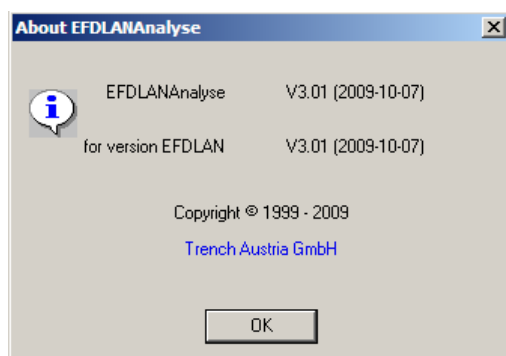 About EFDLANAnalyse
EFDLANAnalyse V3.01 (2009-10-07)
for version EFDLAN V3.01 (2009-10-07)
Copyright © 1999 - 2009
Trench Austria GmbH
OK